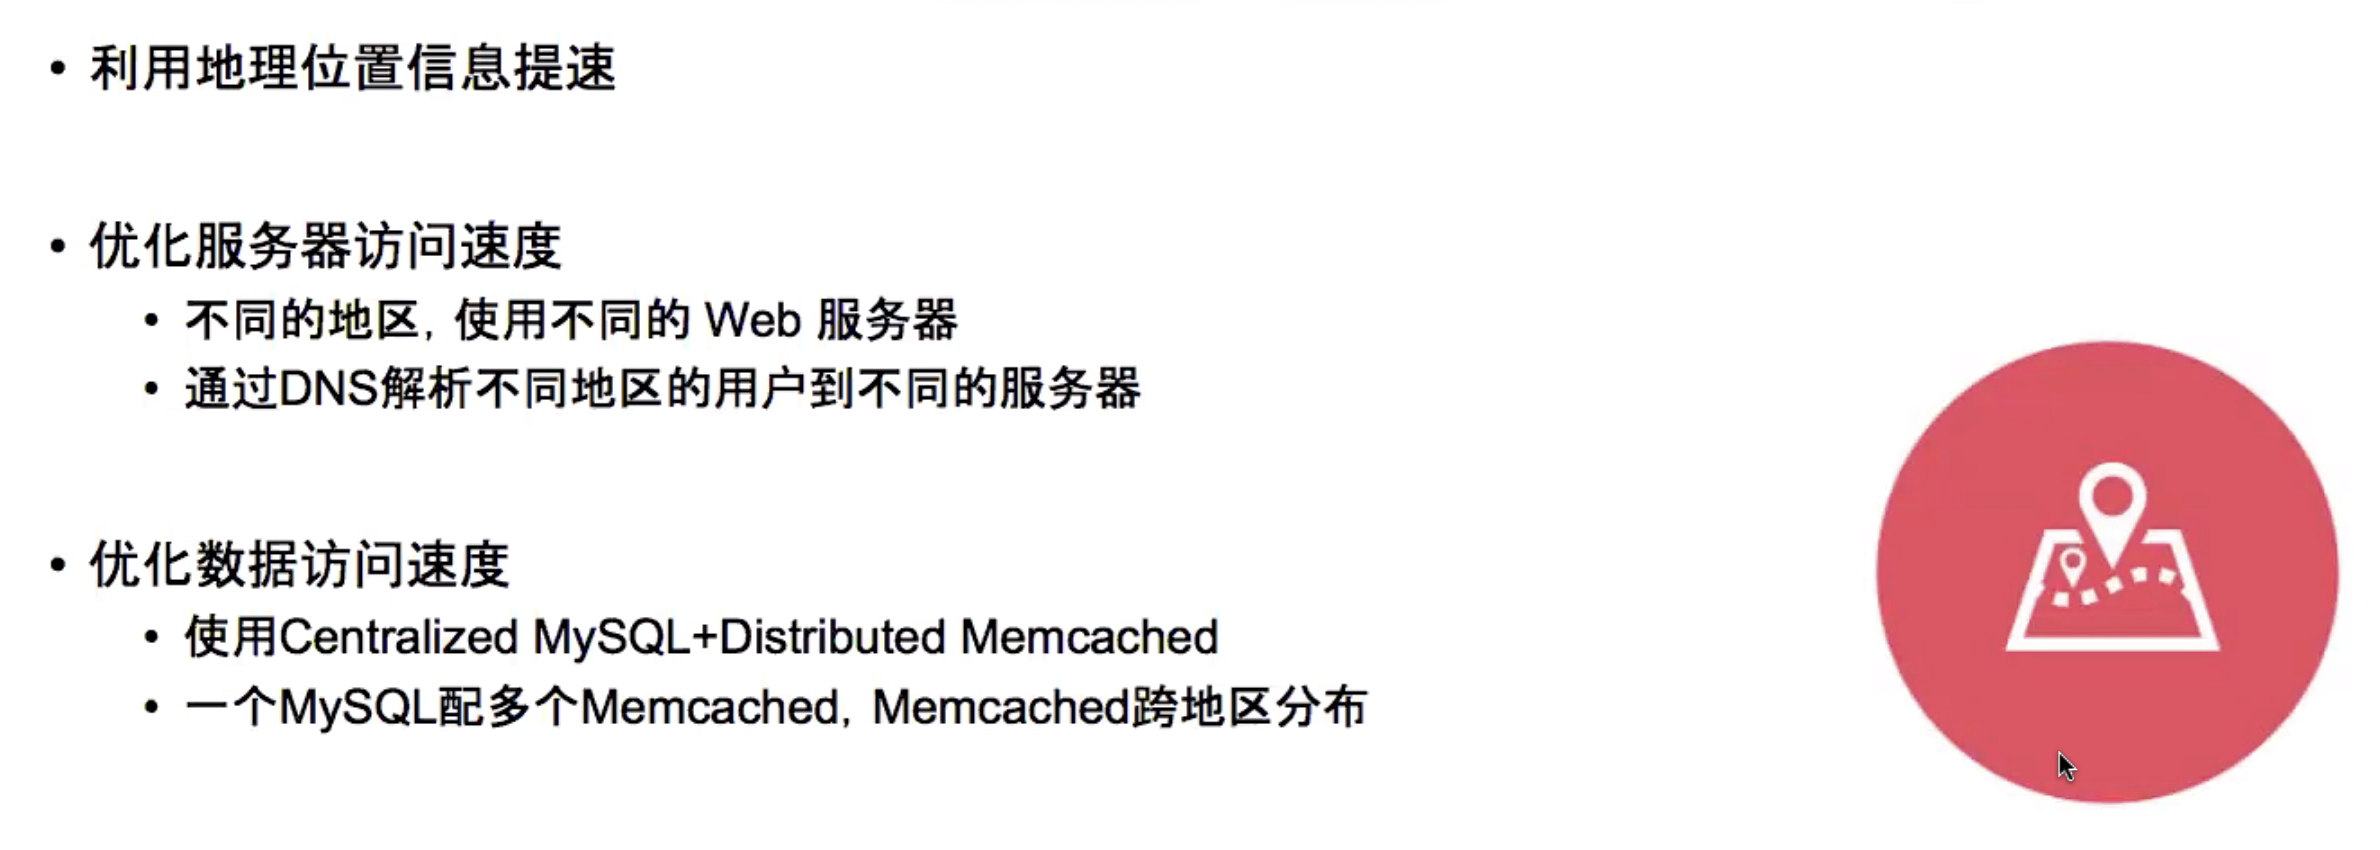 • 利用地理位置信息提速
• 优化服务器访问速度
• 不同的地区, 使用不同的 Web 服务器
• 通过DNS解析不同地区的用户到不同的服务器
• 优化数据访问速度
• 使用Centralized MySQL+Distributed Memcached
• 一个MySQL配多个Memcached, Memcached跨地区分布